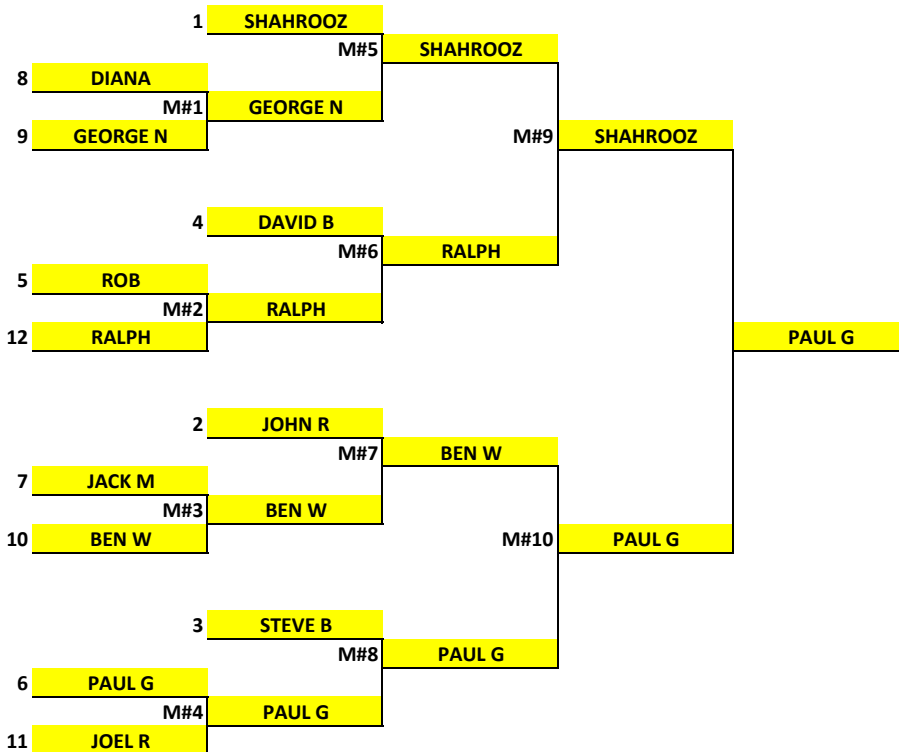 1 SHAHROOZ
M#5 SHAHROOZ
8 DIANA
M#1 GEORGE N
9 GEORGE N M#9 SHAHROOZ
4 DAVID B
M#6 RALPH
5 ROB
M#2 RALPH
12 RALPH PAUL G
2 JOHN R
M#7 BEN W
7 JACK M
M#3 BEN W
10 BEN W M#10 PAUL G
3 STEVE B
M#8 PAUL G
6 PAUL G
M#4 PAUL G
11 JOEL R